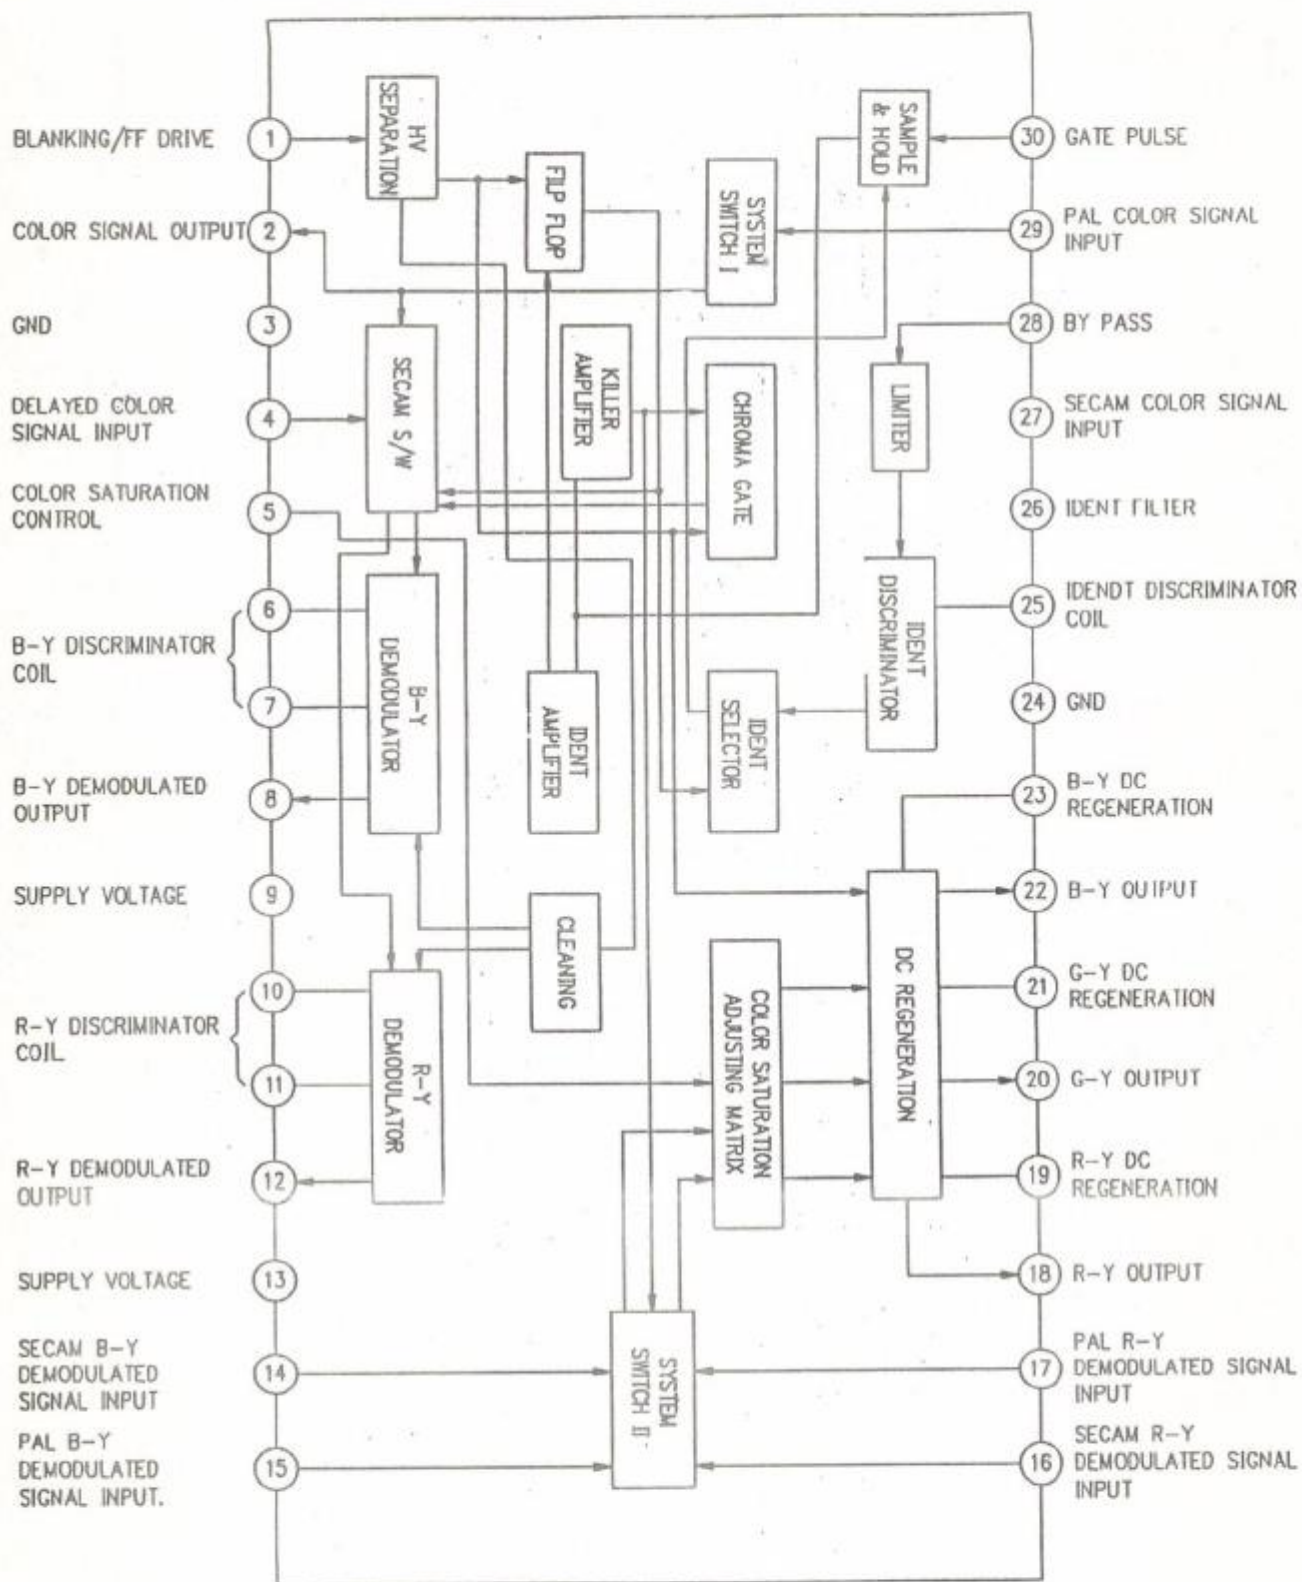 BLANKING/FF DRIVE
1
COLOR SIGNAL OUTPUT
2
GND
3
DELAYED COLOR
SIGNAL INPUT
4
COLOR SATURATION
CONTROL
5
B-Y DISCRIMINATOR
COIL
6
7
B-Y DEMODULATED
OUTPUT
8
SUPPLY VOLTAGE
9
R-Y DISCRIMINATOR
COIL
10
11
R-Y DEMODULATED
OUTPUT
12
SUPPLY VOLTAGE
13
SECAM B-Y
DEMODULATED
SIGNAL INPUT
14
PAL B-Y
DEMODULATED
SIGNAL INPUT.
15
HV
SEPARATION
FILP FLOP
SYSTEM
SWITCH I
SAMPLE
& HOLD
SECAM S/W
KILLER
AMPLIFIER
CHROMA GATE
LIMITER
B-Y
DEMODULATOR
IDENT
AMPLIFIER
IDENT
SELECTOR
IDENT
DISCRIMINATOR
CLEANING
R-Y
DEMODULATOR
COLOR SATURATION
ADJUSTING MATRIX
DC REGENERATION
SYSTEM
SWITCH II
30
GATE PULSE
29
PAL COLOR SIGNAL
INPUT
28
BY PASS
27
SECAM COLOR SIGNAL
INPUT
26
IDENT FILTER
25
IDENDT DISCRIMINATOR
COIL
24
GND
23
B-Y DC
REGENERATION
22
B-Y OUTPUT
21
G-Y DC
REGENERATION
20
G-Y OUTPUT
19
R-Y DC
REGENERATION
18
R-Y OUTPUT
17
PAL R-Y
DEMODULATED SIGNAL
INPUT
16
SECAM R-Y
DEMODULATED SIGNAL
INPUT